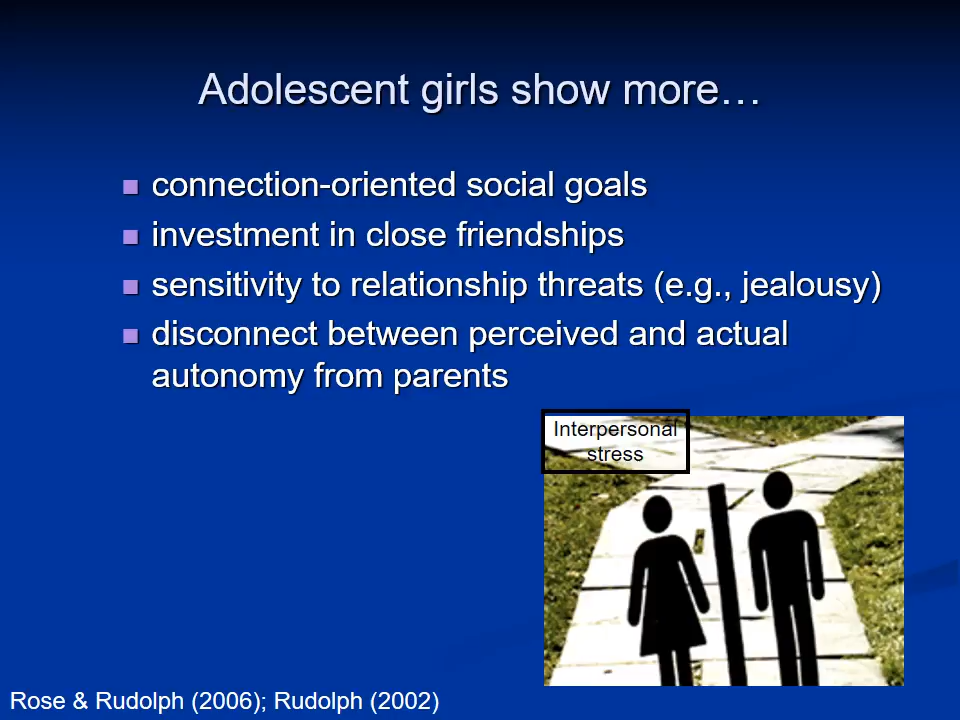 Adolescent girls show more…
connection-oriented social goals
investment in close friendships
sensitivity to relationship threats (e.g., jealousy)
disconnect between perceived and actual
autonomy from parents
Interpersonal
stress
Rose & Rudolph (2006); Rudolph (2002)